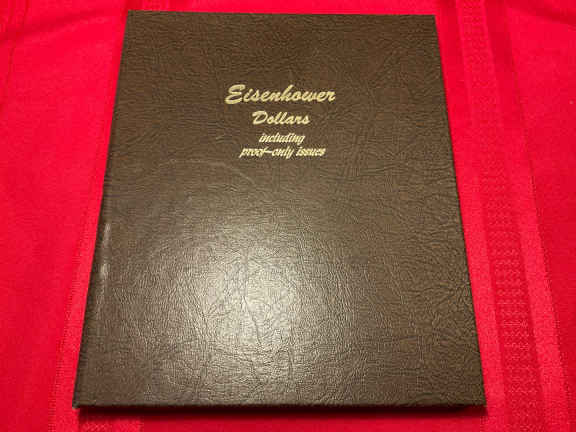 Eisenhower
Dollars
including
proof-only issues